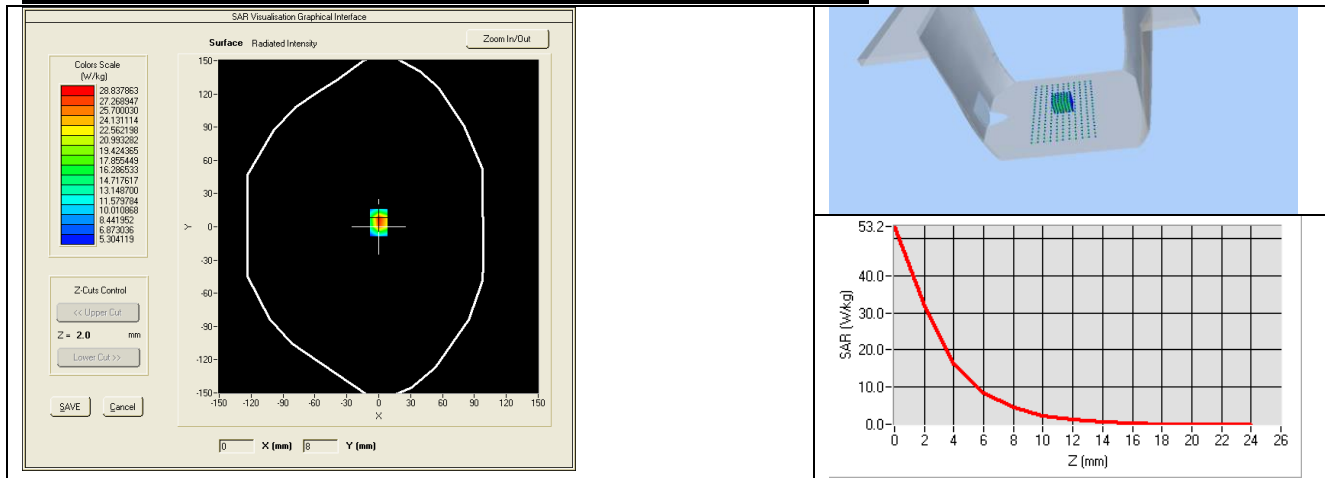 SAR Visualisation Graphical Interface
Surface Radiated Intensity
Zoom In/Out
Colors Scale
(W/kg)
28.837863
27.268947
25.700030
24.131114
22.562198
20.993282
19.424365
17.855449
16.286533
14.717617
13.148700
11.579784
10.010868
8.441952
6.873036
5.304119
Z-Cuts Control
<< Upper Cut
Z = 2.0 mm
Lower Cut >>
SAVE Cancel
150
120
90
60
30
0
-30
-60
-90
-120
-150
Y
-150 -120 -90 -60 -30 0 30 60 90 120 150
X
0 X (mm) 8 Y (mm)
53.2
40.0
30.0
20.0
10.0
0.0
SAR (W/kg)
0 2 4 6 8 10 12 14 16 18 20 22 24 26
Z (mm)